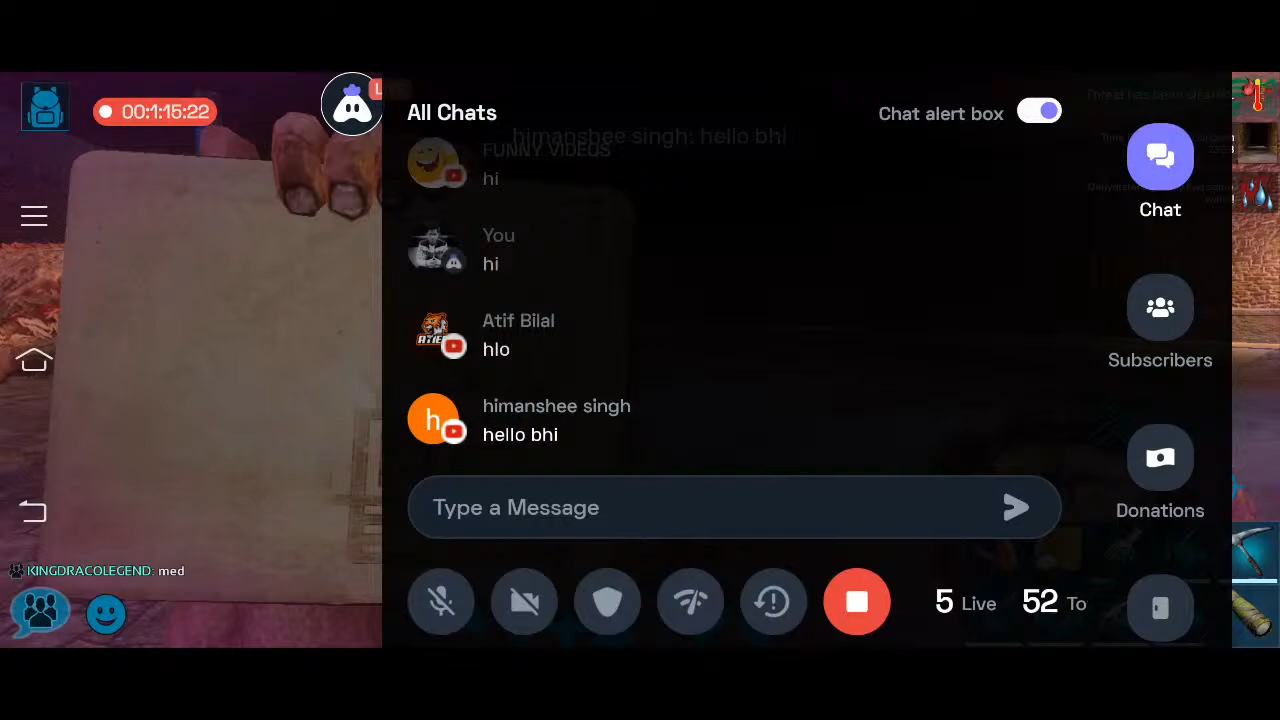 00:1:15:22
All Chats
Chat alert box
himanshee singh: hello bhi
FUNNY VIDEOS
hi
Chat
You
hi
Atif Bilal
hlo
Subscribers
himanshee singh
hello bhi
Type a Message
Donations
KINGDRACOLEGEND: med
5 Live 52 To
h